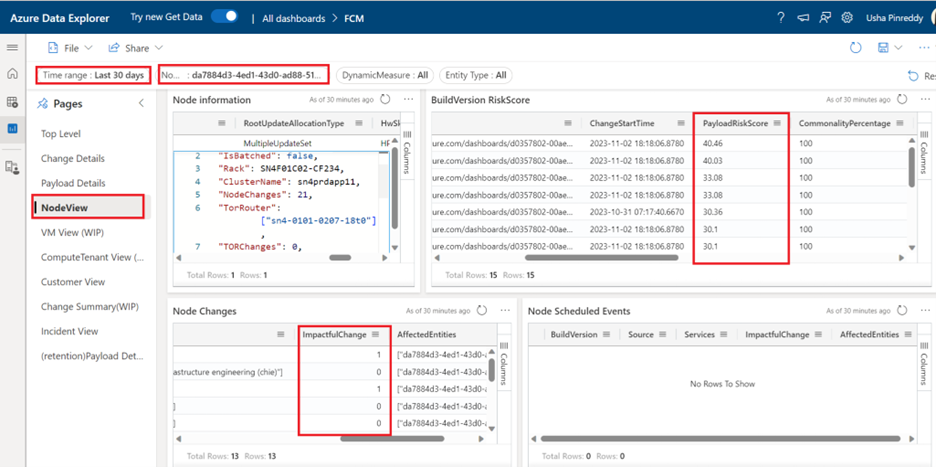 Azure Data Explorer
Try new Get Data
| All dashboards > FCM
Usha Pinreddy
File
Share
Time range : Last 30 days
No... : da7884d3-4ed1-43d0-ad88-51...
DynamicMeasure : All
Entity Type : All
Res
Pages
Top Level
Change Details
Payload Details
NodeView
VM View (WIP)
ComputeTenant View (...
Customer View
Change Summary(WIP)
Incident View
(retention)Payload Det...
Node information
As of 30 minutes ago
RootUpdateAllocationType
HwSk
MultipleUpdateSet
HP
2 "IsBatched": false,
3 "Rack": SN4F01C02-CF234,
4 "ClusterName": sn4prdapp11,
5 "NodeChanges": 21,
6 "TorRouter":
["sn4-0101-0207-18t0"]
,
7 "TORChanges": 0,
Columns
Total Rows: 1 Rows: 1
BuildVersion RiskScore
As of 30 minutes ago
ChangeStartTime
PayloadRiskScore
CommonalityPercentage
ure.com/dashboards/d0357802-00ae... 2023-11-02 18:18:06.8780 40.46 100
ure.com/dashboards/d0357802-00ae... 2023-11-02 18:18:06.8780 40.03 100
ure.com/dashboards/d0357802-00ae... 2023-11-02 18:18:06.8780 33.08 100
ure.com/dashboards/d0357802-00ae... 2023-11-02 18:18:06.8780 33.08 100
ure.com/dashboards/d0357802-00ae... 2023-10-31 07:17:40.6670 30.36 100
ure.com/dashboards/d0357802-00ae... 2023-11-02 18:18:06.8780 30.1 100
ure.com/dashboards/d0357802-00ae... 2023-11-02 18:18:06.8780 30.1 100
Columns
Total Rows: 15 Rows: 15
Node Changes
As of 30 minutes ago
ImpactfulChange
AffectedEntities
1 ["da7884d3-4ed1-43d0-a
astructure engineering (chie)"] 0 ["da7884d3-4ed1-43d0-a
1 ["da7884d3-4ed1-43d0-a
] 0 ["da7884d3-4ed1-43d0-a
] 0 ["da7884d3-4ed1-43d0-a
Columns
Total Rows: 13 Rows: 13
Node Scheduled Events
As of 30 minutes ago
BuildVersion
Source
Services
ImpactfulChange
AffectedEntities
No Rows To Show
Columns
Total Rows: 0 Rows: 0